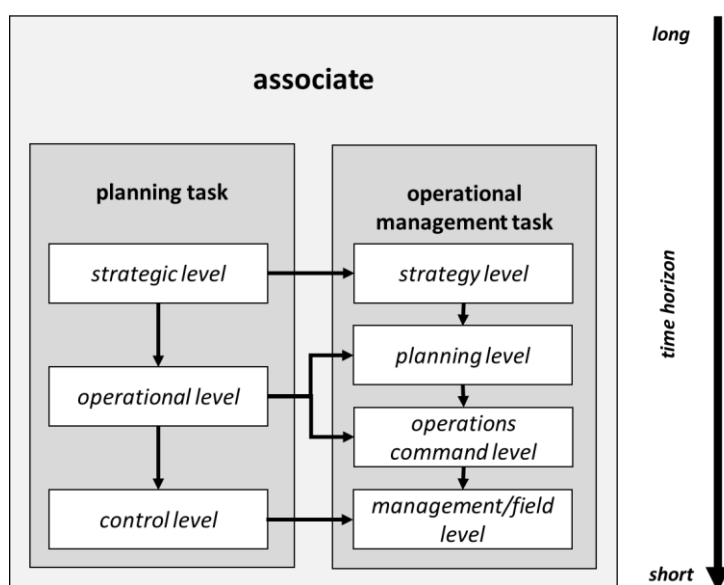 associate
planning task
strategic level
operational level
control level
operational
management task
strategy level
planning level
operations
command level
management/field
level
long
time horizon
short